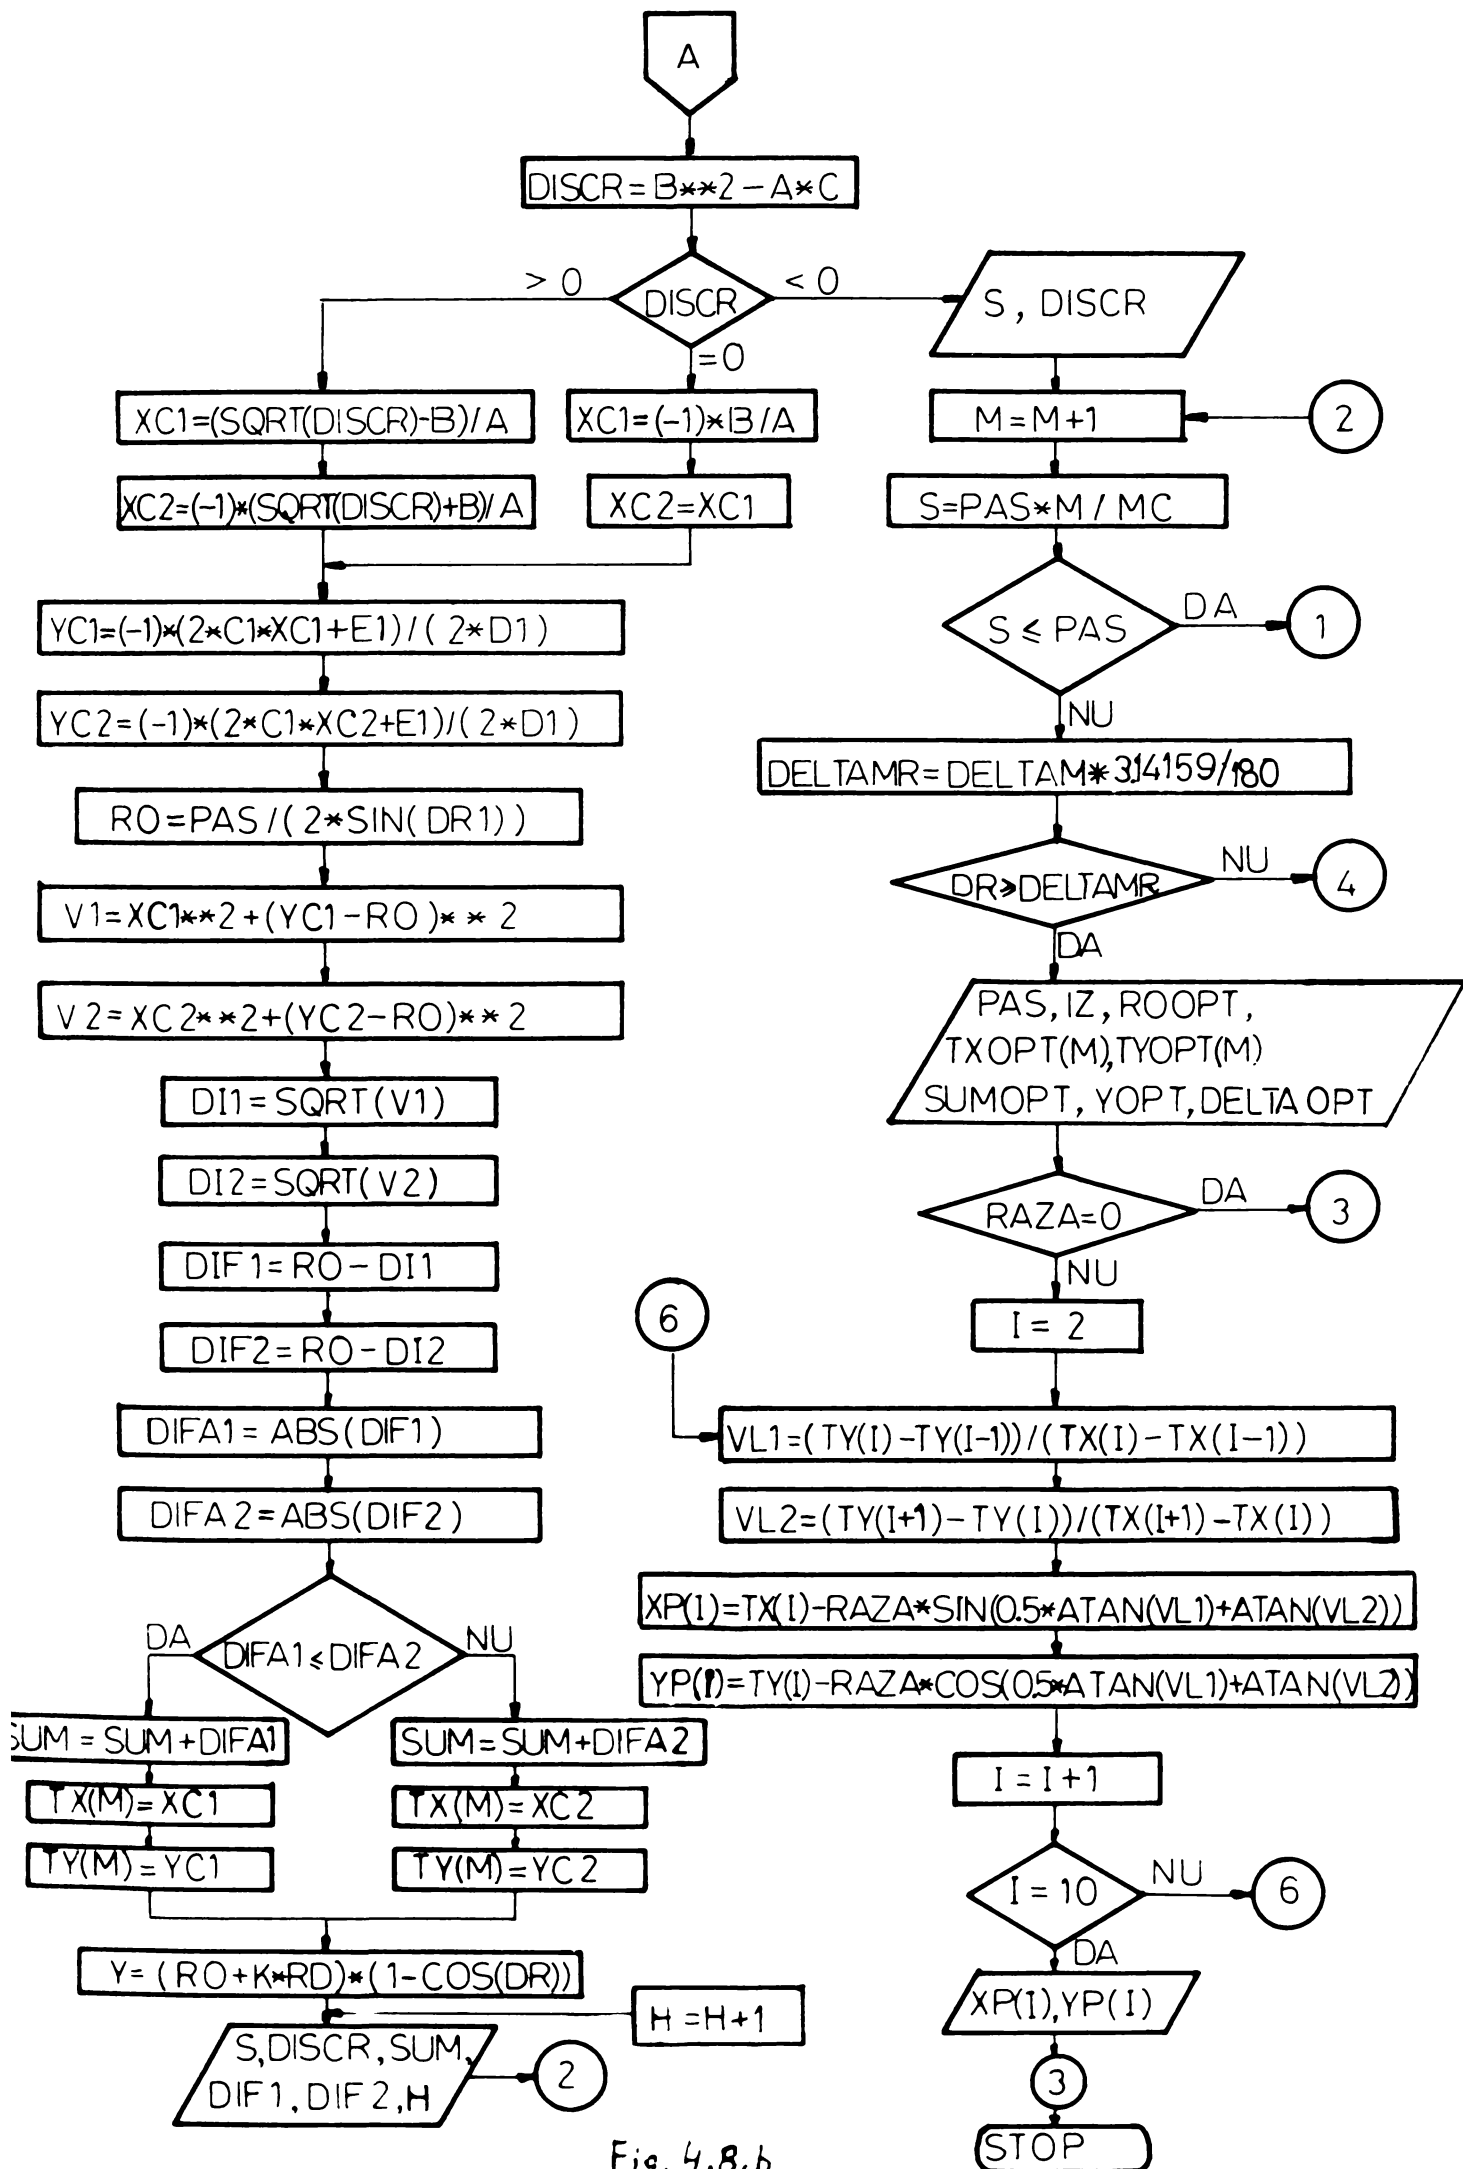 A
DISCR=B**2-A*C
> 0
DISCR
< 0
=0
S, DISCR
XC1=(SQRT(DISCR)-B)/A
XC1=(-1)*B/A
M=M+1
2
XC2=(-1)*(SQRT(DISCR)+B)/A
XC2=XC1
S=PAS*M/MC
YC1=(-1)*(2*C1*XC1+E1)/(2*D1)
S≤PAS
DA
1
NU
YC2=(-1)*(2*C1*XC2+E1)/(2*D1)
DELTAMR=DELTAM*3.14159/180
RO=PAS/(2*SIN(DR1))
DR≥DELTAMR
NU
4
DA
V1=XC1**2+(YC1-RO)**2
V2=XC2**2+(YC2-RO)**2
PAS,IZ,ROOPT,
TXOPT(M),TYOPT(M)
SUMOPT,YOPT,DELTAOPT
DI1=SQRT(V1)
DI2=SQRT(V2)
RAZA=0
DA
3
NU
DIF1=RO-DI1
I=2
6
DIF2=RO-DI2
DIFA1=ABS(DIF1)
VL1=(TY(I)-TY(I-1))/(TX(I)-TX(I-1))
DIFA2=ABS(DIF2)
VL2=(TY(I+1)-TY(I))/(TX(I+1)-TX(I))
XP(I)=TX(I)-RAZA*SIN(0.5*ATAN(VL1)+ATAN(VL2))
DA
DIFA1≤DIFA2
NU
YP(I)=TY(I)-RAZA*COS(0.5*ATAN(VL1)+ATAN(VL2))
SUM=SUM+DIFA1
SUM=SUM+DIFA2
I=I+1
TX(M)=XC1
TX(M)=XC2
TY(M)=YC1
TY(M)=YC2
I=10
NU
6
DA
Y=(RO+K*RD)*(1-COS(DR))
XP(I),YP(I)
H=H+1
S,DISCR,SUM,
DIF1,DIF2,H
2
3
STOP
Fig. 4.8.b